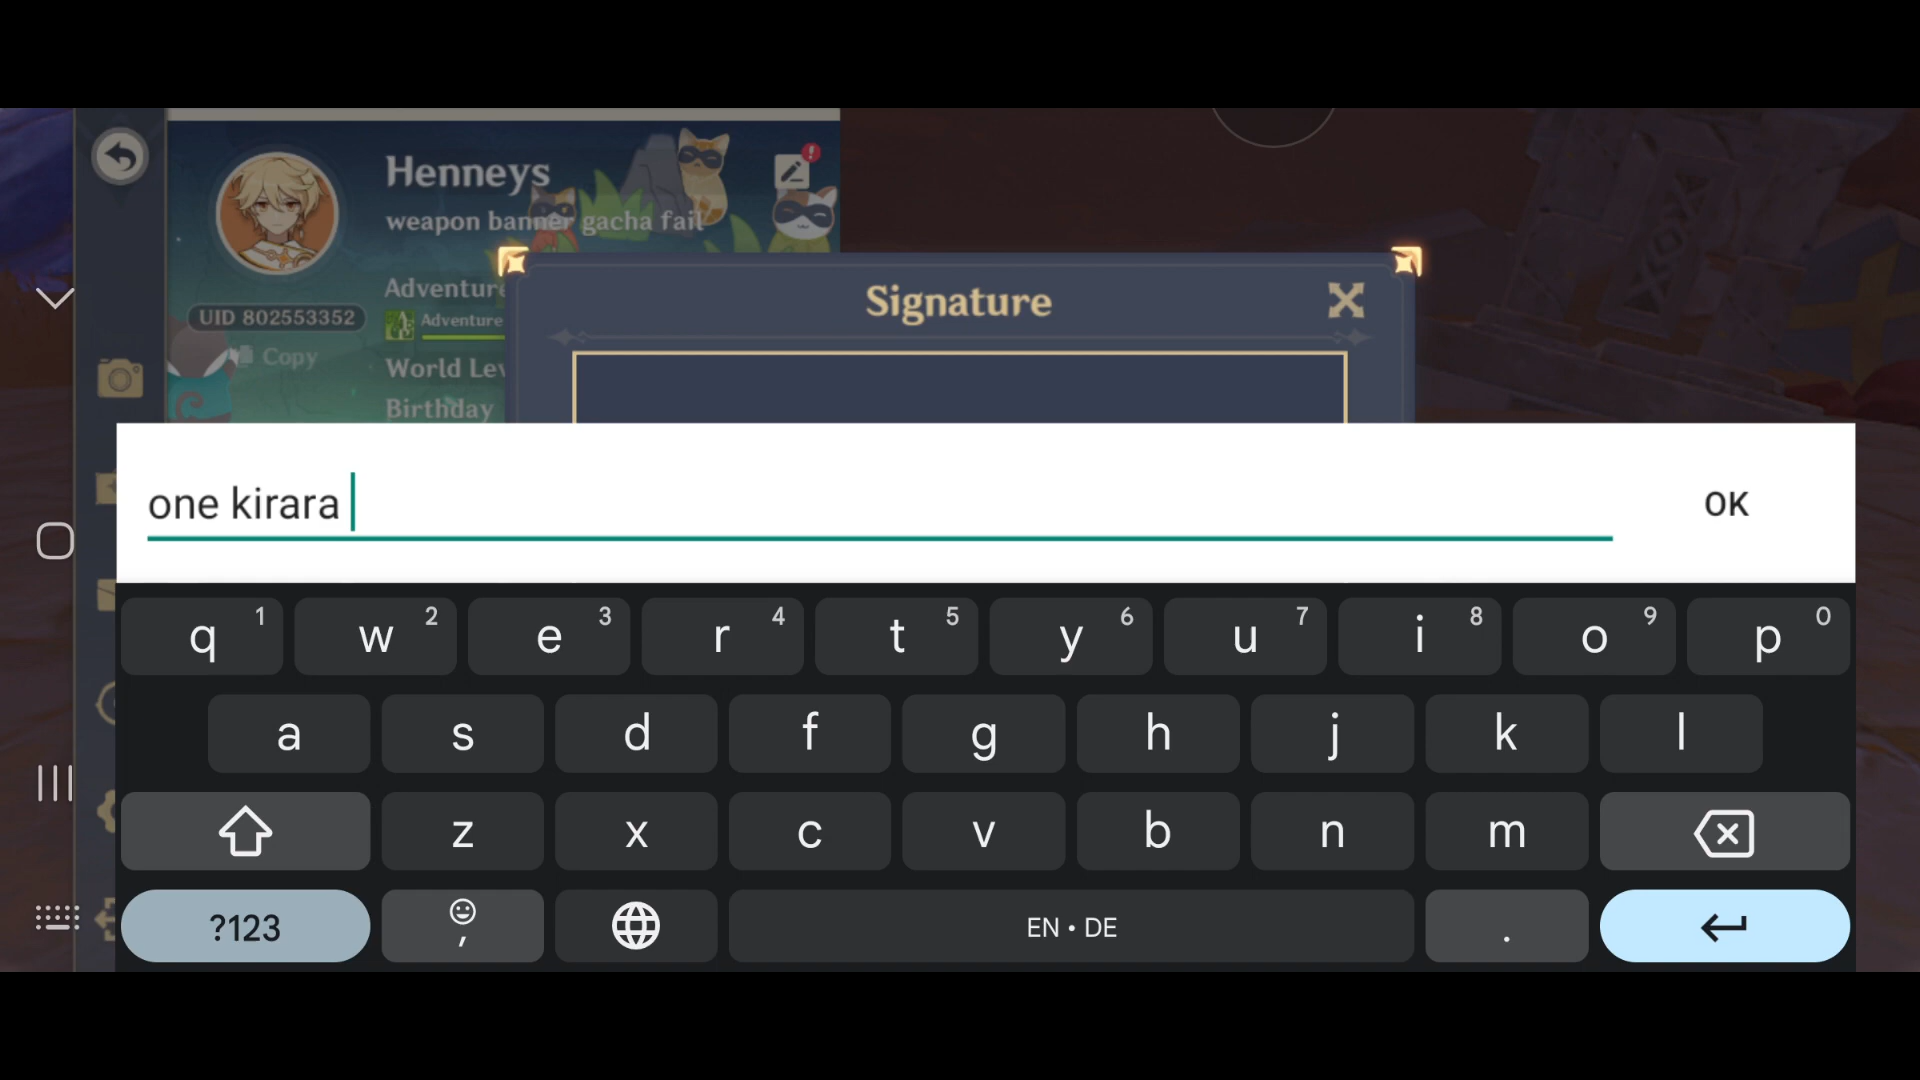 Henneys
weapon banner gacha fail
Adventure
UID 802553352
Adventure
Copy
World Lev
Birthday
Signature
one kirara
OK
q 1 w 2 e 3 r 4 t 5 y 6 u 7 i 8 o 9 p 0
a s d f g h j k l
z x c v b n m
?123 , EN • DE .